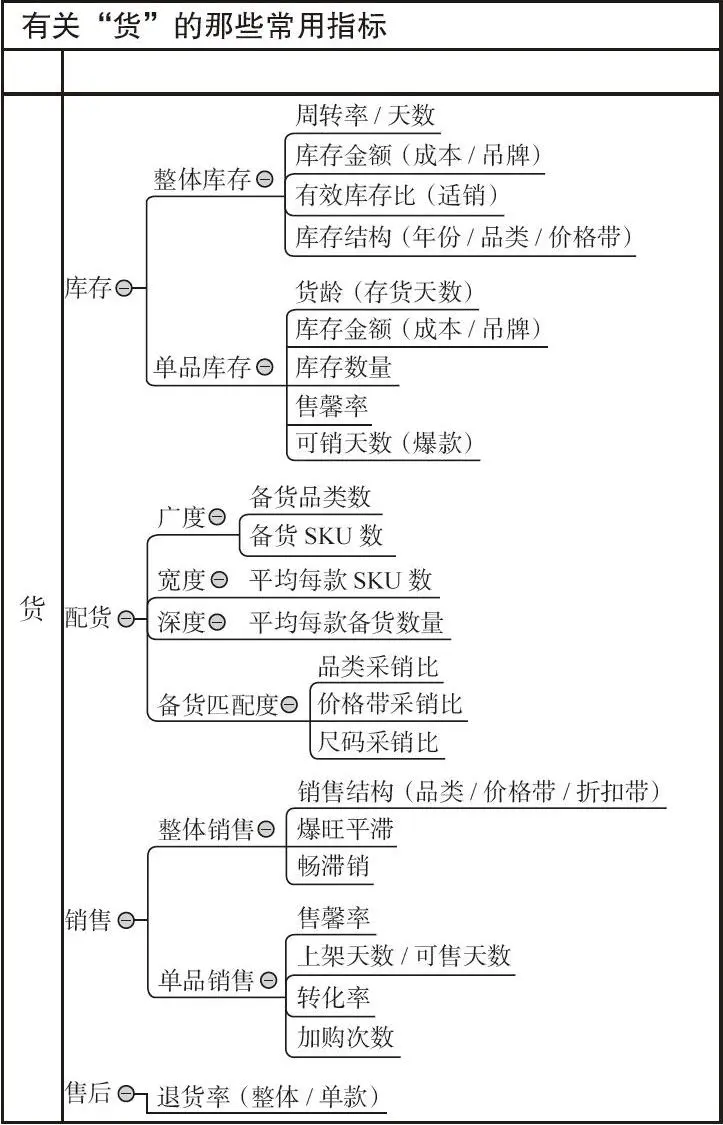 有关“货”的那些常用指标
货
库存
整体库存
周转率 / 天数
库存金额（成本 / 吊牌）
有效库存比（适销）
库存结构（年份 / 品类 / 价格带）
单品库存
货龄（存货天数）
库存金额（成本 / 吊牌）
库存数量
售罄率
可销天数（爆款）
配货
广度
备货品类数
备货 SKU 数
宽度
平均每款 SKU 数
深度
平均每款备货数量
备货匹配度
品类采销比
价格带采销比
尺码采销比
销售
整体销售
销售结构（品类 / 价格带 / 折扣带）
爆旺平滞
畅滞销
单品销售
售罄率
上架天数 / 可售天数
转化率
加购次数
售后
退货率（整体 / 单款）